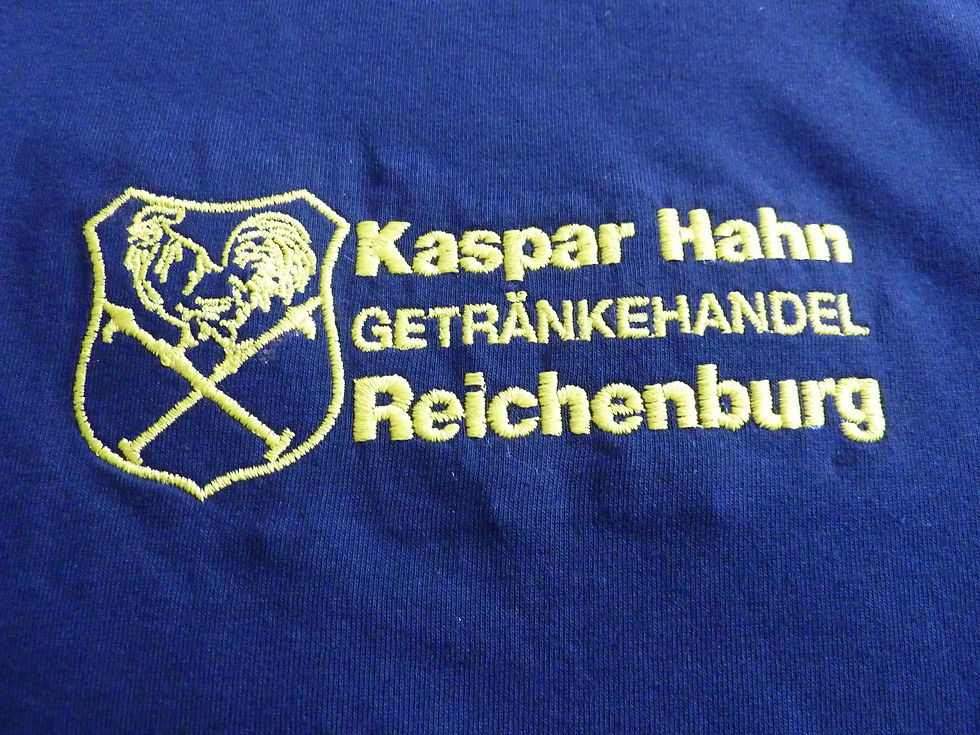 Kaspar Hahn
GETRÄNKEHANDEL
Reichenburg